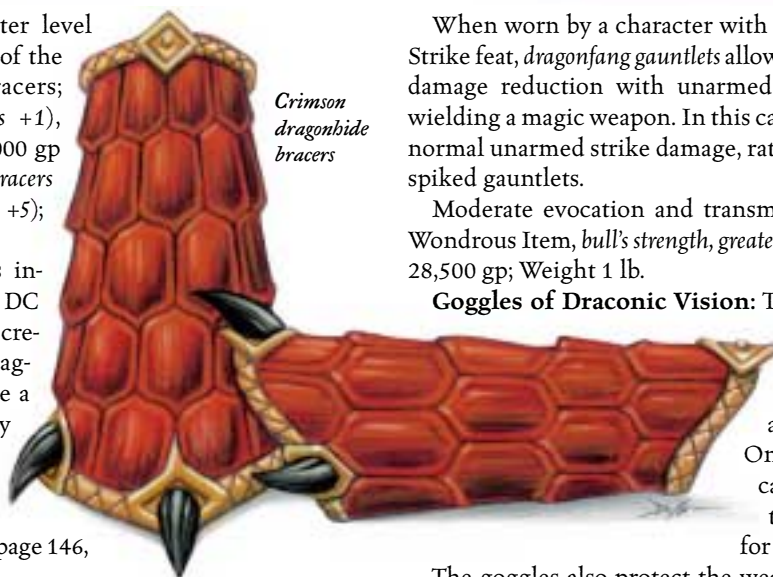 ter level
of the
racers;
s +1),
000 gp
racers
+5);
s in-
DC
cre-
ag-
e a
y
page 146,
Crimson
dragonhide
bracers
When worn by a character with
Strike feat, dragonfang gauntlets allow
damage reduction with unarmed
wielding a magic weapon. In this ca
normal unarmed strike damage, rat
spiked gauntlets.
Moderate evocation and transm
Wondrous Item, bull's strength, greate
28,500 gp; Weight 1 lb.
Goggles of Draconic Vision: T
a
On
ca
t
for
The goggles also protect the wea